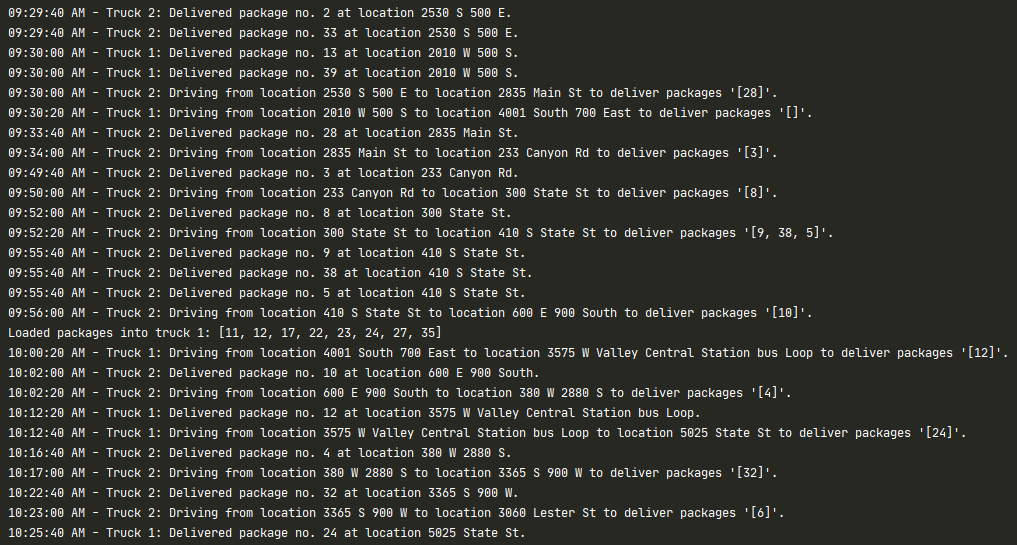 09:29:40 AM - Truck 2: Delivered package no. 2 at location 2530 S 500 E.
09:29:40 AM - Truck 2: Delivered package no. 33 at location 2530 S 500 E.
09:30:00 AM - Truck 1: Delivered package no. 13 at location 2010 W 500 S.
09:30:00 AM - Truck 1: Delivered package no. 39 at location 2010 W 500 S.
09:30:00 AM - Truck 2: Driving from location 2530 S 500 E to location 2835 Main St to deliver packages '[28]'.
09:30:20 AM - Truck 1: Driving from location 2010 W 500 S to location 4001 South 700 East to deliver packages '[]'.
09:33:40 AM - Truck 2: Delivered package no. 28 at location 2835 Main St.
09:34:00 AM - Truck 2: Driving from location 2835 Main St to location 233 Canyon Rd to deliver packages '[3]'.
09:49:40 AM - Truck 2: Delivered package no. 3 at location 233 Canyon Rd.
09:50:00 AM - Truck 2: Driving from location 233 Canyon Rd to location 300 State St to deliver packages '[8]'.
09:52:00 AM - Truck 2: Delivered package no. 8 at location 300 State St.
09:52:20 AM - Truck 2: Driving from location 300 State St to location 410 S State St to deliver packages '[9, 38, 5]'.
09:55:40 AM - Truck 2: Delivered package no. 9 at location 410 S State St.
09:55:40 AM - Truck 2: Delivered package no. 38 at location 410 S State St.
09:55:40 AM - Truck 2: Delivered package no. 5 at location 410 S State St.
09:56:00 AM - Truck 2: Driving from location 410 S State St to location 600 E 900 South to deliver packages '[10]'.
Loaded packages into truck 1: [11, 12, 17, 22, 23, 24, 27, 35]
10:00:20 AM - Truck 1: Driving from location 4001 South 700 East to location 3575 W Valley Central Station bus Loop to deliver packages '[12]'.
10:02:00 AM - Truck 2: Delivered package no. 10 at location 600 E 900 South.
10:02:20 AM - Truck 2: Driving from location 600 E 900 South to location 380 W 2880 S to deliver packages '[4]'.
10:12:20 AM - Truck 1: Delivered package no. 12 at location 3575 W Valley Central Station bus Loop.
10:12:40 AM - Truck 1: Driving from location 3575 W Valley Central Station bus Loop to location 5025 State St to deliver packages '[24]'.
10:16:40 AM - Truck 2: Delivered package no. 4 at location 380 W 2880 S.
10:17:00 AM - Truck 2: Driving from location 380 W 2880 S to location 3365 S 900 W to deliver packages '[32]'.
10:22:40 AM - Truck 2: Delivered package no. 32 at location 3365 S 900 W.
10:23:00 AM - Truck 2: Driving from location 3365 S 900 W to location 3060 Lester St to deliver packages '[6]'.
10:25:40 AM - Truck 1: Delivered package no. 24 at location 5025 State St.